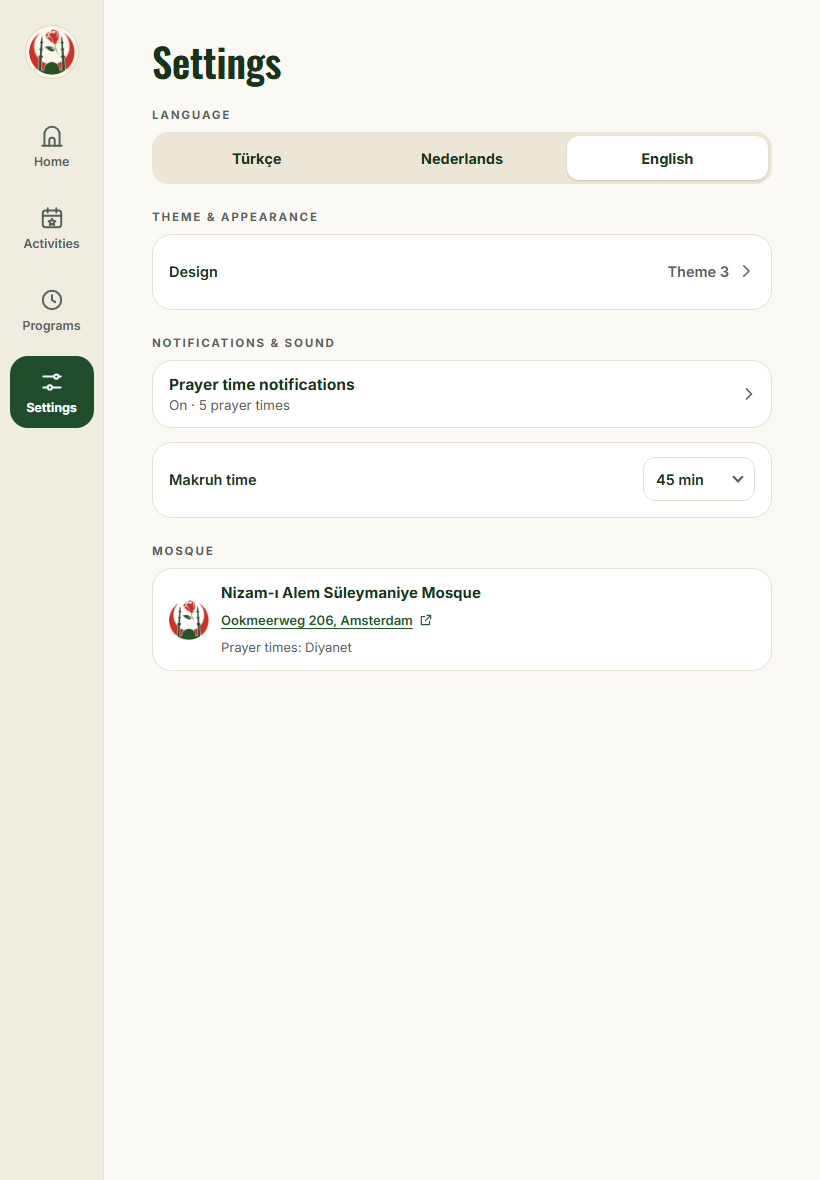 Home
Activities
Programs
Settings
Settings
LANGUAGE
Türkçe
Nederlands
English
THEME & APPEARANCE
Design
Theme 3
NOTIFICATIONS & SOUND
Prayer time notifications
On · 5 prayer times
Makruh time
45 min
MOSQUE
Nizam-ı Alem Süleymaniye Mosque
Ookmeerweg 206, Amsterdam
Prayer times: Diyanet